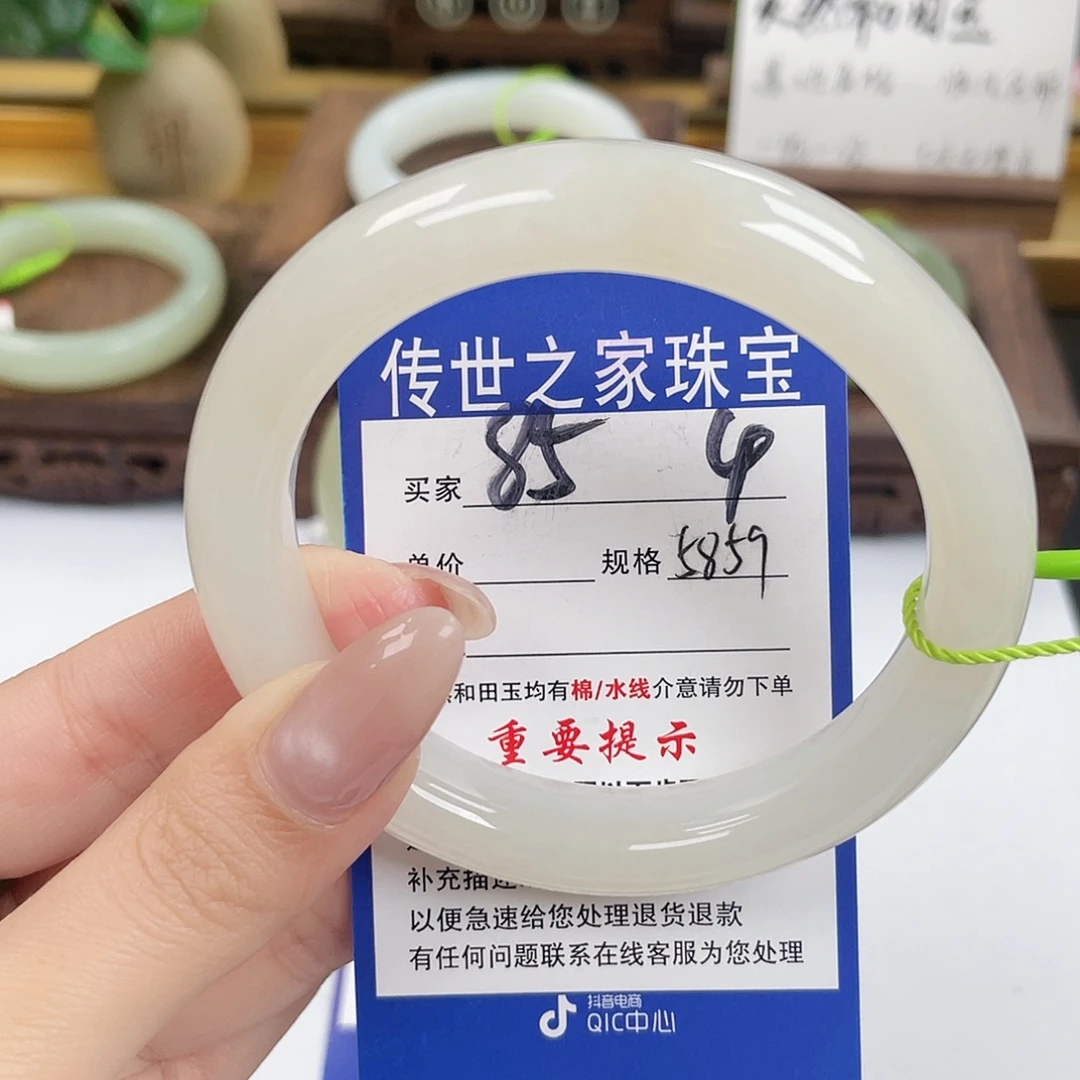 传世之家珠宝
买家 85 4
单价 规格 5859
和田玉均有棉/水线介意请勿下单
重要提示
补充描述
以便急速给您处理退货退款
有任何问题联系在线客服为您处理
抖音电商
QIC中心